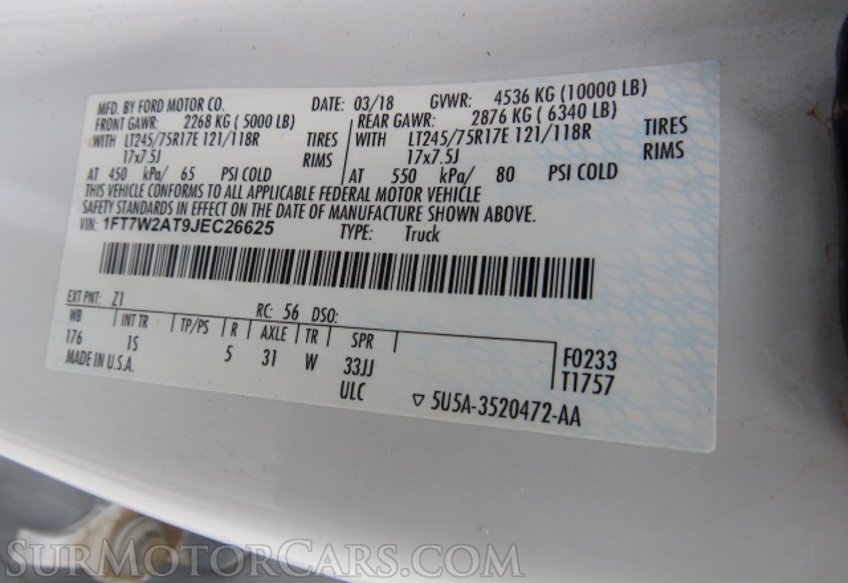 MFD. BY FORD MOTOR CO. DATE: 03/18 GVWR: 4536 KG (10000 LB)
FRONT GAWR: 2268 KG ( 5000 LB) REAR GAWR: 2876 KG ( 6340 LB)
WITH LT245/75R17E 121/118R TIRES WITH LT245/75R17E 121/118R TIRES
17x7.5J RIMS 17x7.5J RIMS
AT 450 kPa/ 65 PSI COLD AT 550 kPa/ 80 PSI COLD
THIS VEHICLE CONFORMS TO ALL APPLICABLE FEDERAL MOTOR VEHICLE
SAFETY STANDARDS IN EFFECT ON THE DATE OF MANUFACTURE SHOWN ABOVE.
VIN: 1FT7W2AT9JEC26625 TYPE: Truck
EXT PNT: Z1 RC: 56 DSO:
WB INT TR TP/PS R AXLE TR SPR
176 1S 5 31 W 33JJ F0233
MADE IN U.S.A. ULC T1757
▽ 5U5A-3520472-AA
SurMotorCars.com